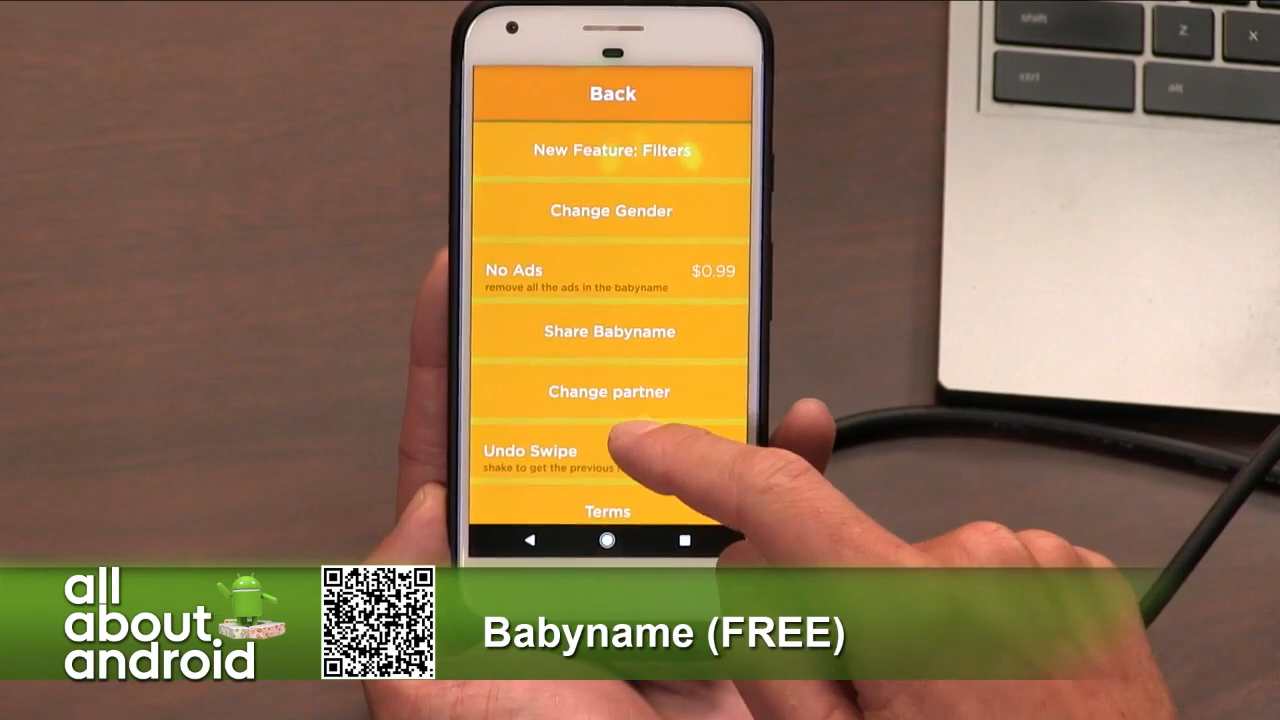 shift
Z
X
ctrl
alt
Back
New Feature: Filters
Change Gender
No Ads
$0.99
remove all the ads in the babyname
Share Babyname
Change partner
Undo Swipe
shake to get the previous
Terms
all
about
android
Babyname (FREE)